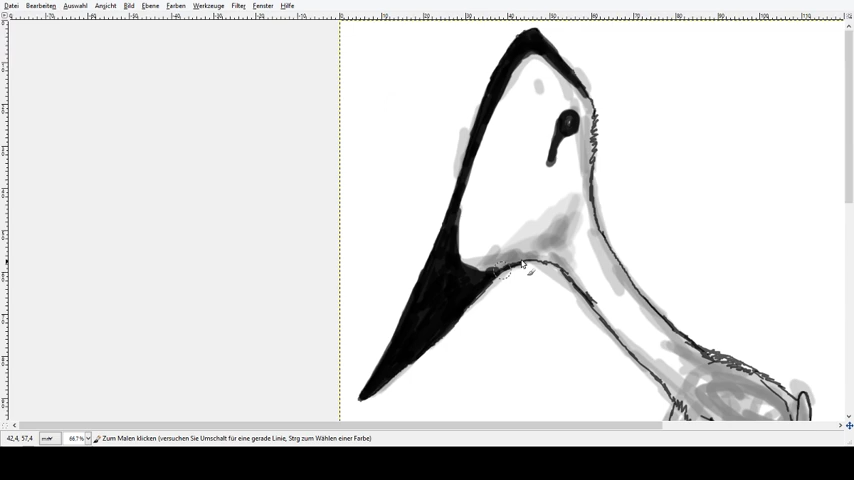 Datei Bearbeiten Auswahl Ansicht Bild Ebene Farben Werkzeuge Filter Fenster Hilfe
42,4, 57,4 mm 66.7% Zum Malen klicken (versuchen Sie Umschalt für eine gerade Linie, Strg zum Wählen einer Farbe)